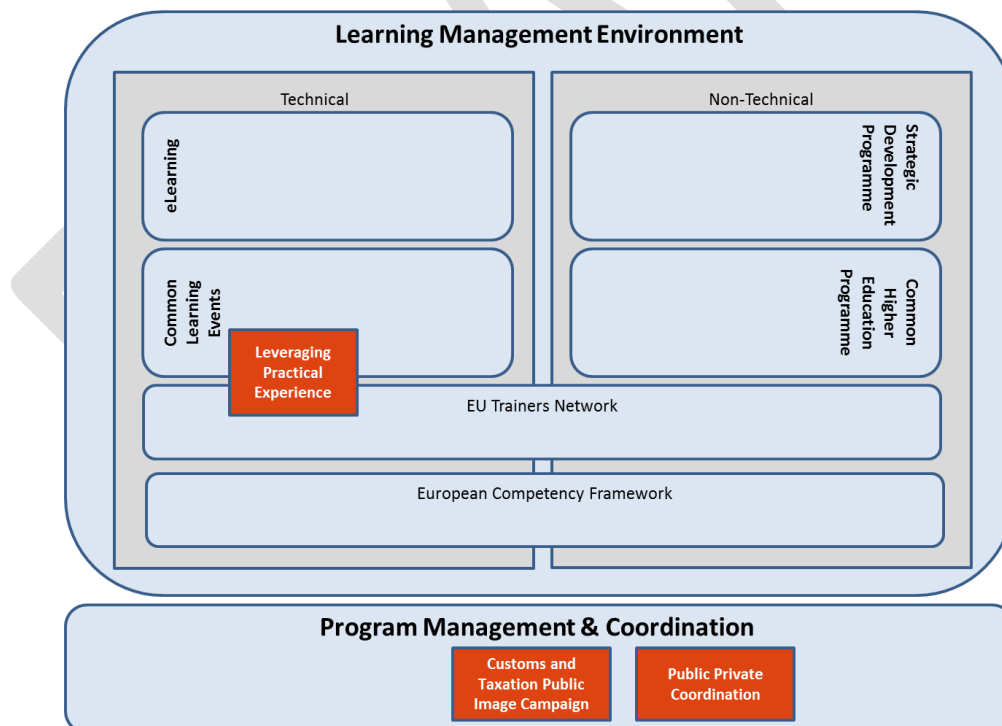 Learning Management Environment
Technical
Non-Technical
eLearning
Strategic
Development
Programme
Common
Learning
Events
Common
Higher
Education
Programme
Leveraging
Practical
Experience
EU Trainers Network
European Competency Framework
Program Management & Coordination
Customs and
Taxation Public
Image Campaign
Public Private
Coordination